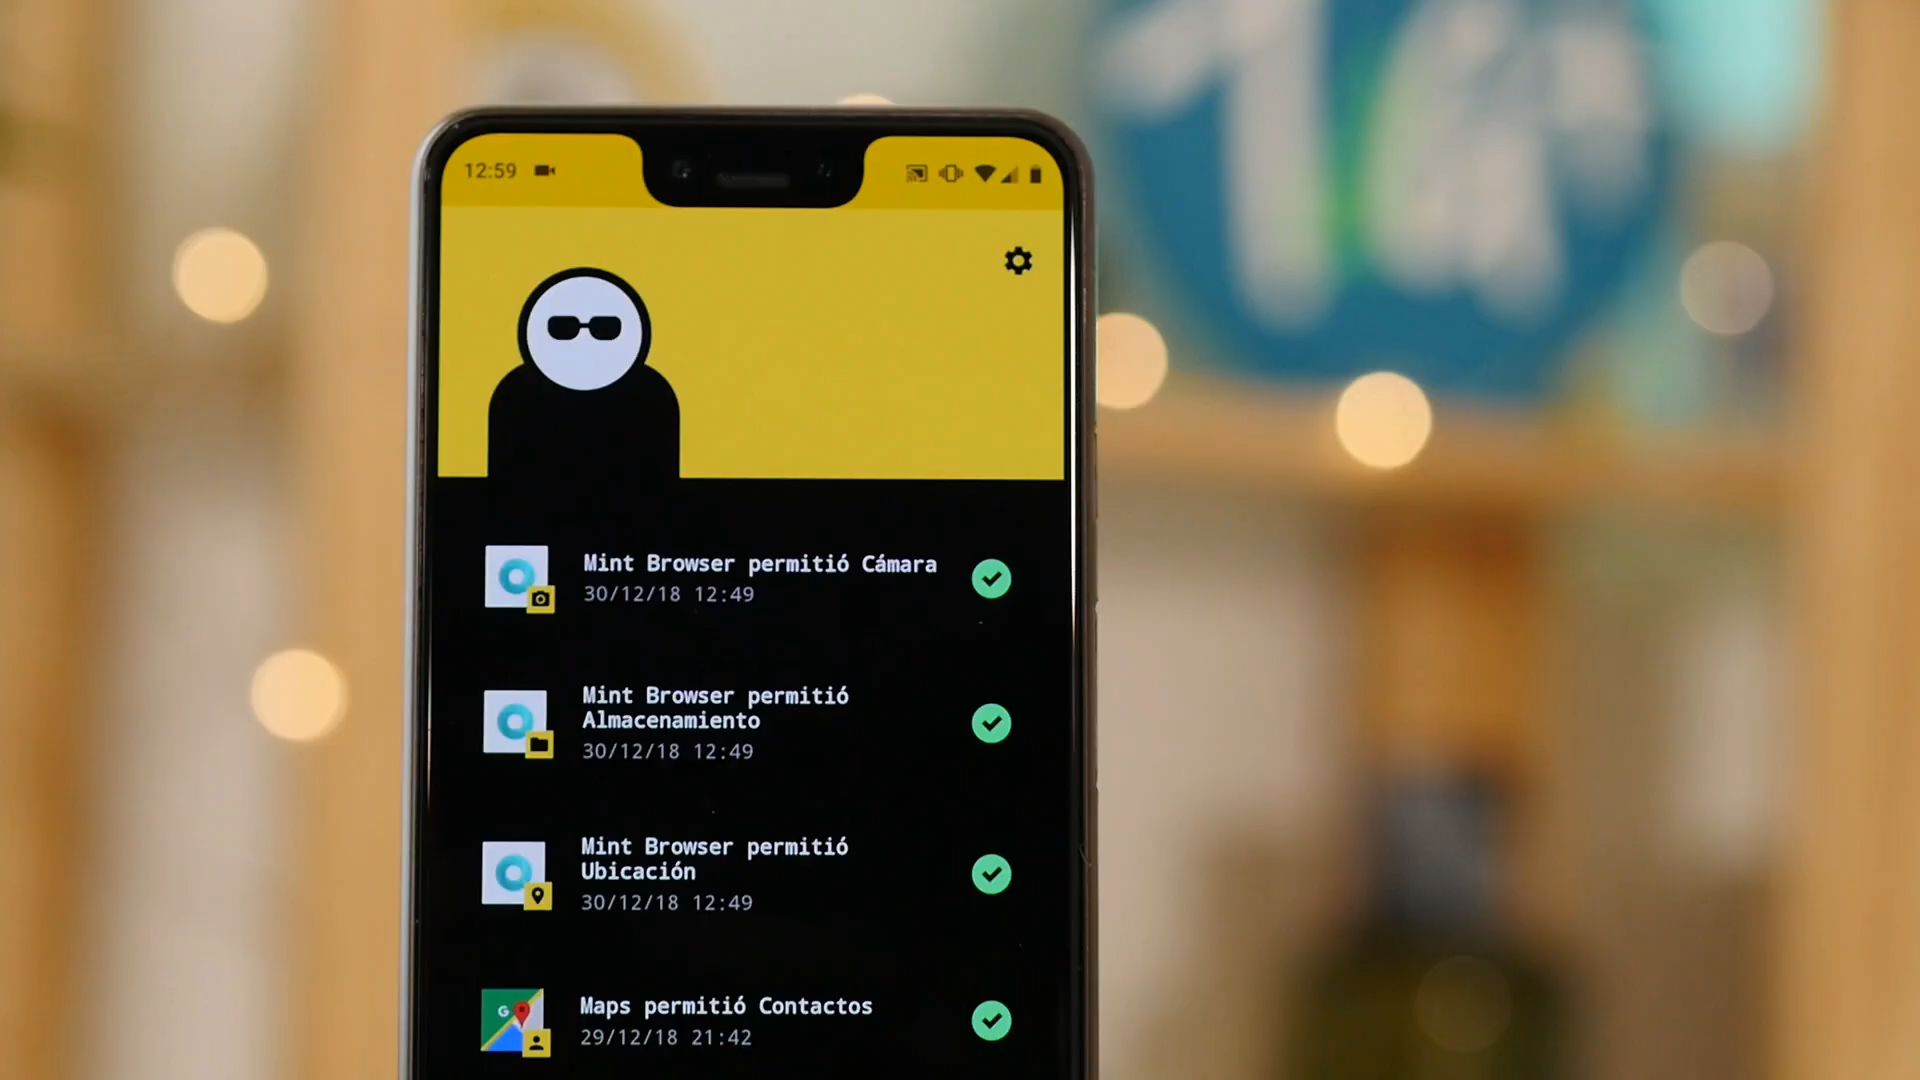 12:59
Mint Browser permitió Cámara
30/12/18 12:49
Mint Browser permitió
Almacenamiento
30/12/18 12:49
Mint Browser permitió
Ubicación
30/12/18 12:49
G
Maps permitió Contactos
29/12/18 21:42